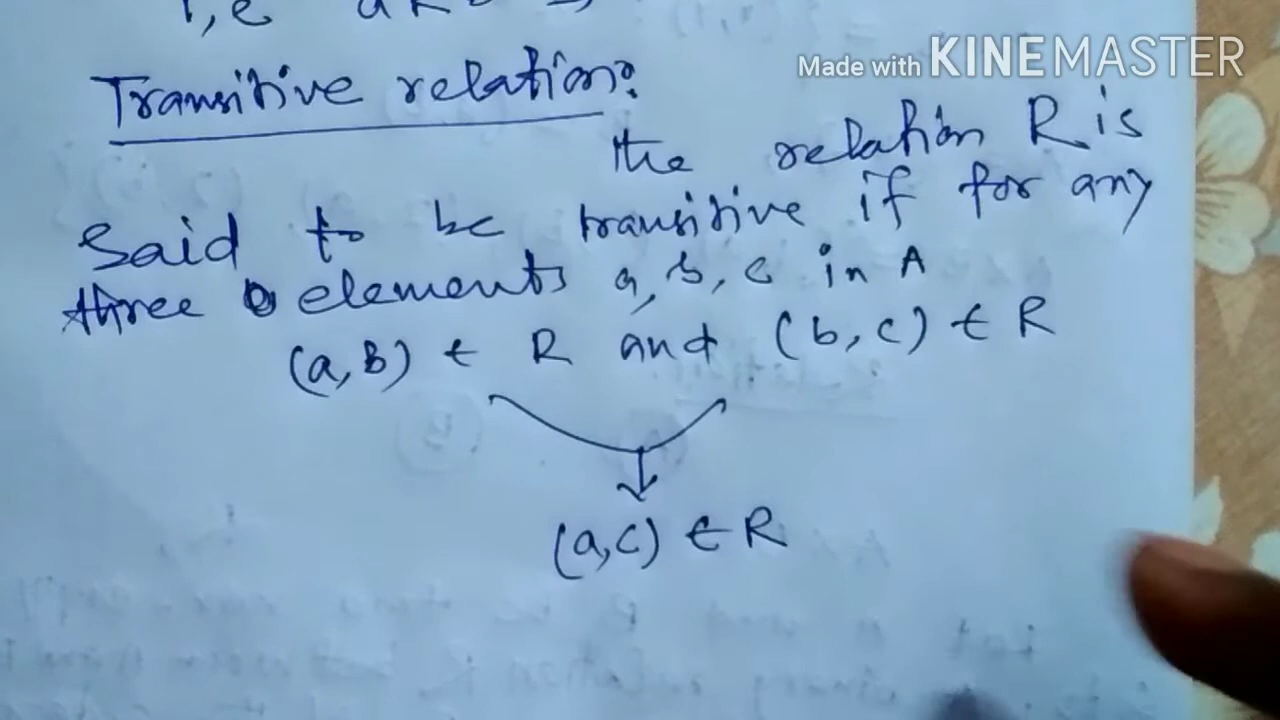 i,e aRb
Made with KINEMASTER
Transitive relation:
the relation R is
Said to be transitive if for any
three elements a, b, c in A
(a,B) ∈ R and (b,c) ∈ R
(a,c) ∈ R